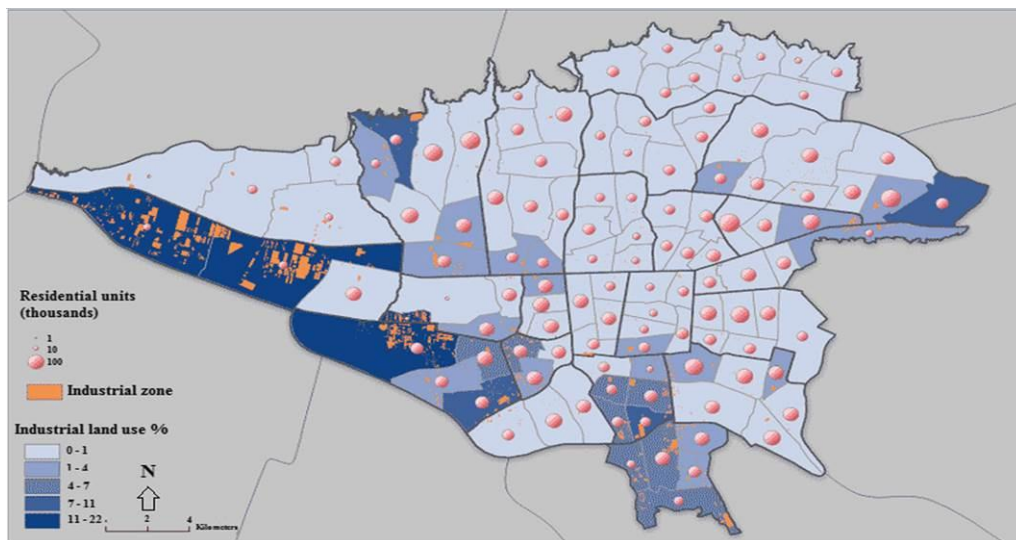 Residential units
(thousands)
1
10
100
Industrial zone
Industrial land use %
0 - 1
1 - 4
4 - 7
7 - 11
11 - 22
N
2 4
Kilometers